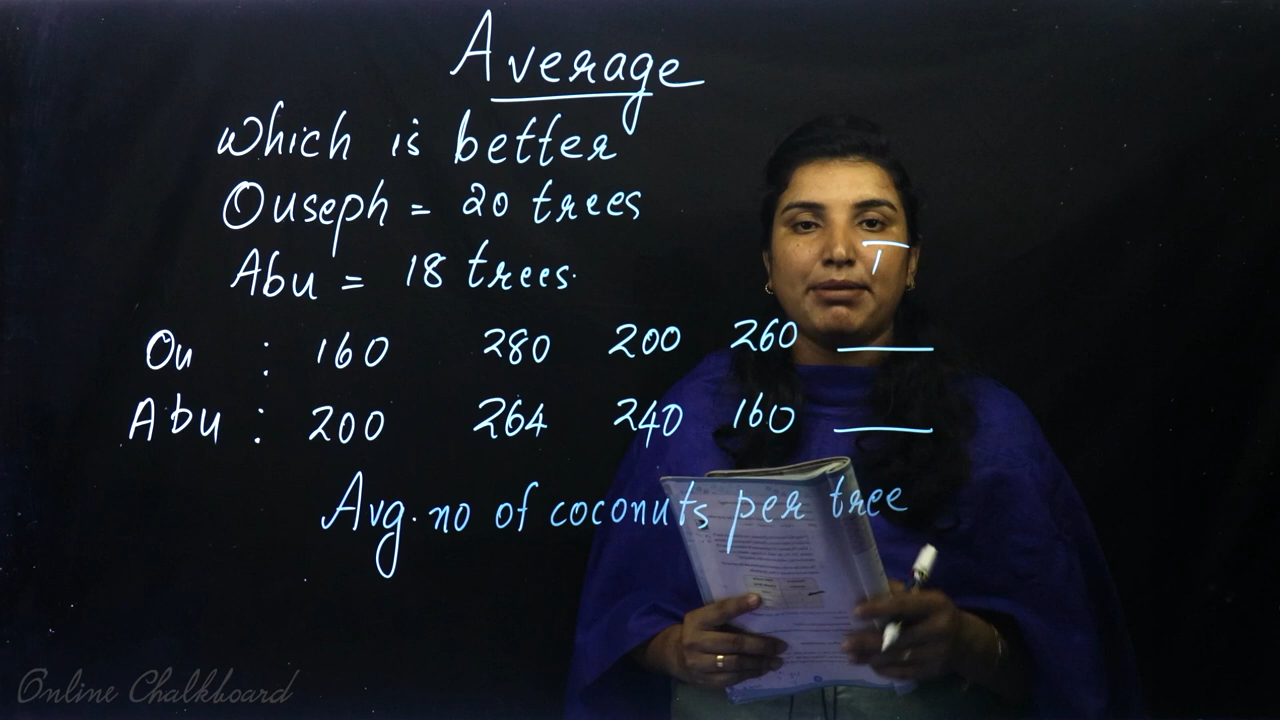 Average
Which is better
Ouseph = 20 trees
Abu = 18 trees.
T
Ou : 160 280 200 260
Abu : 200 264 240 160
Avg. no of coconuts per tree
Online Chalkboard